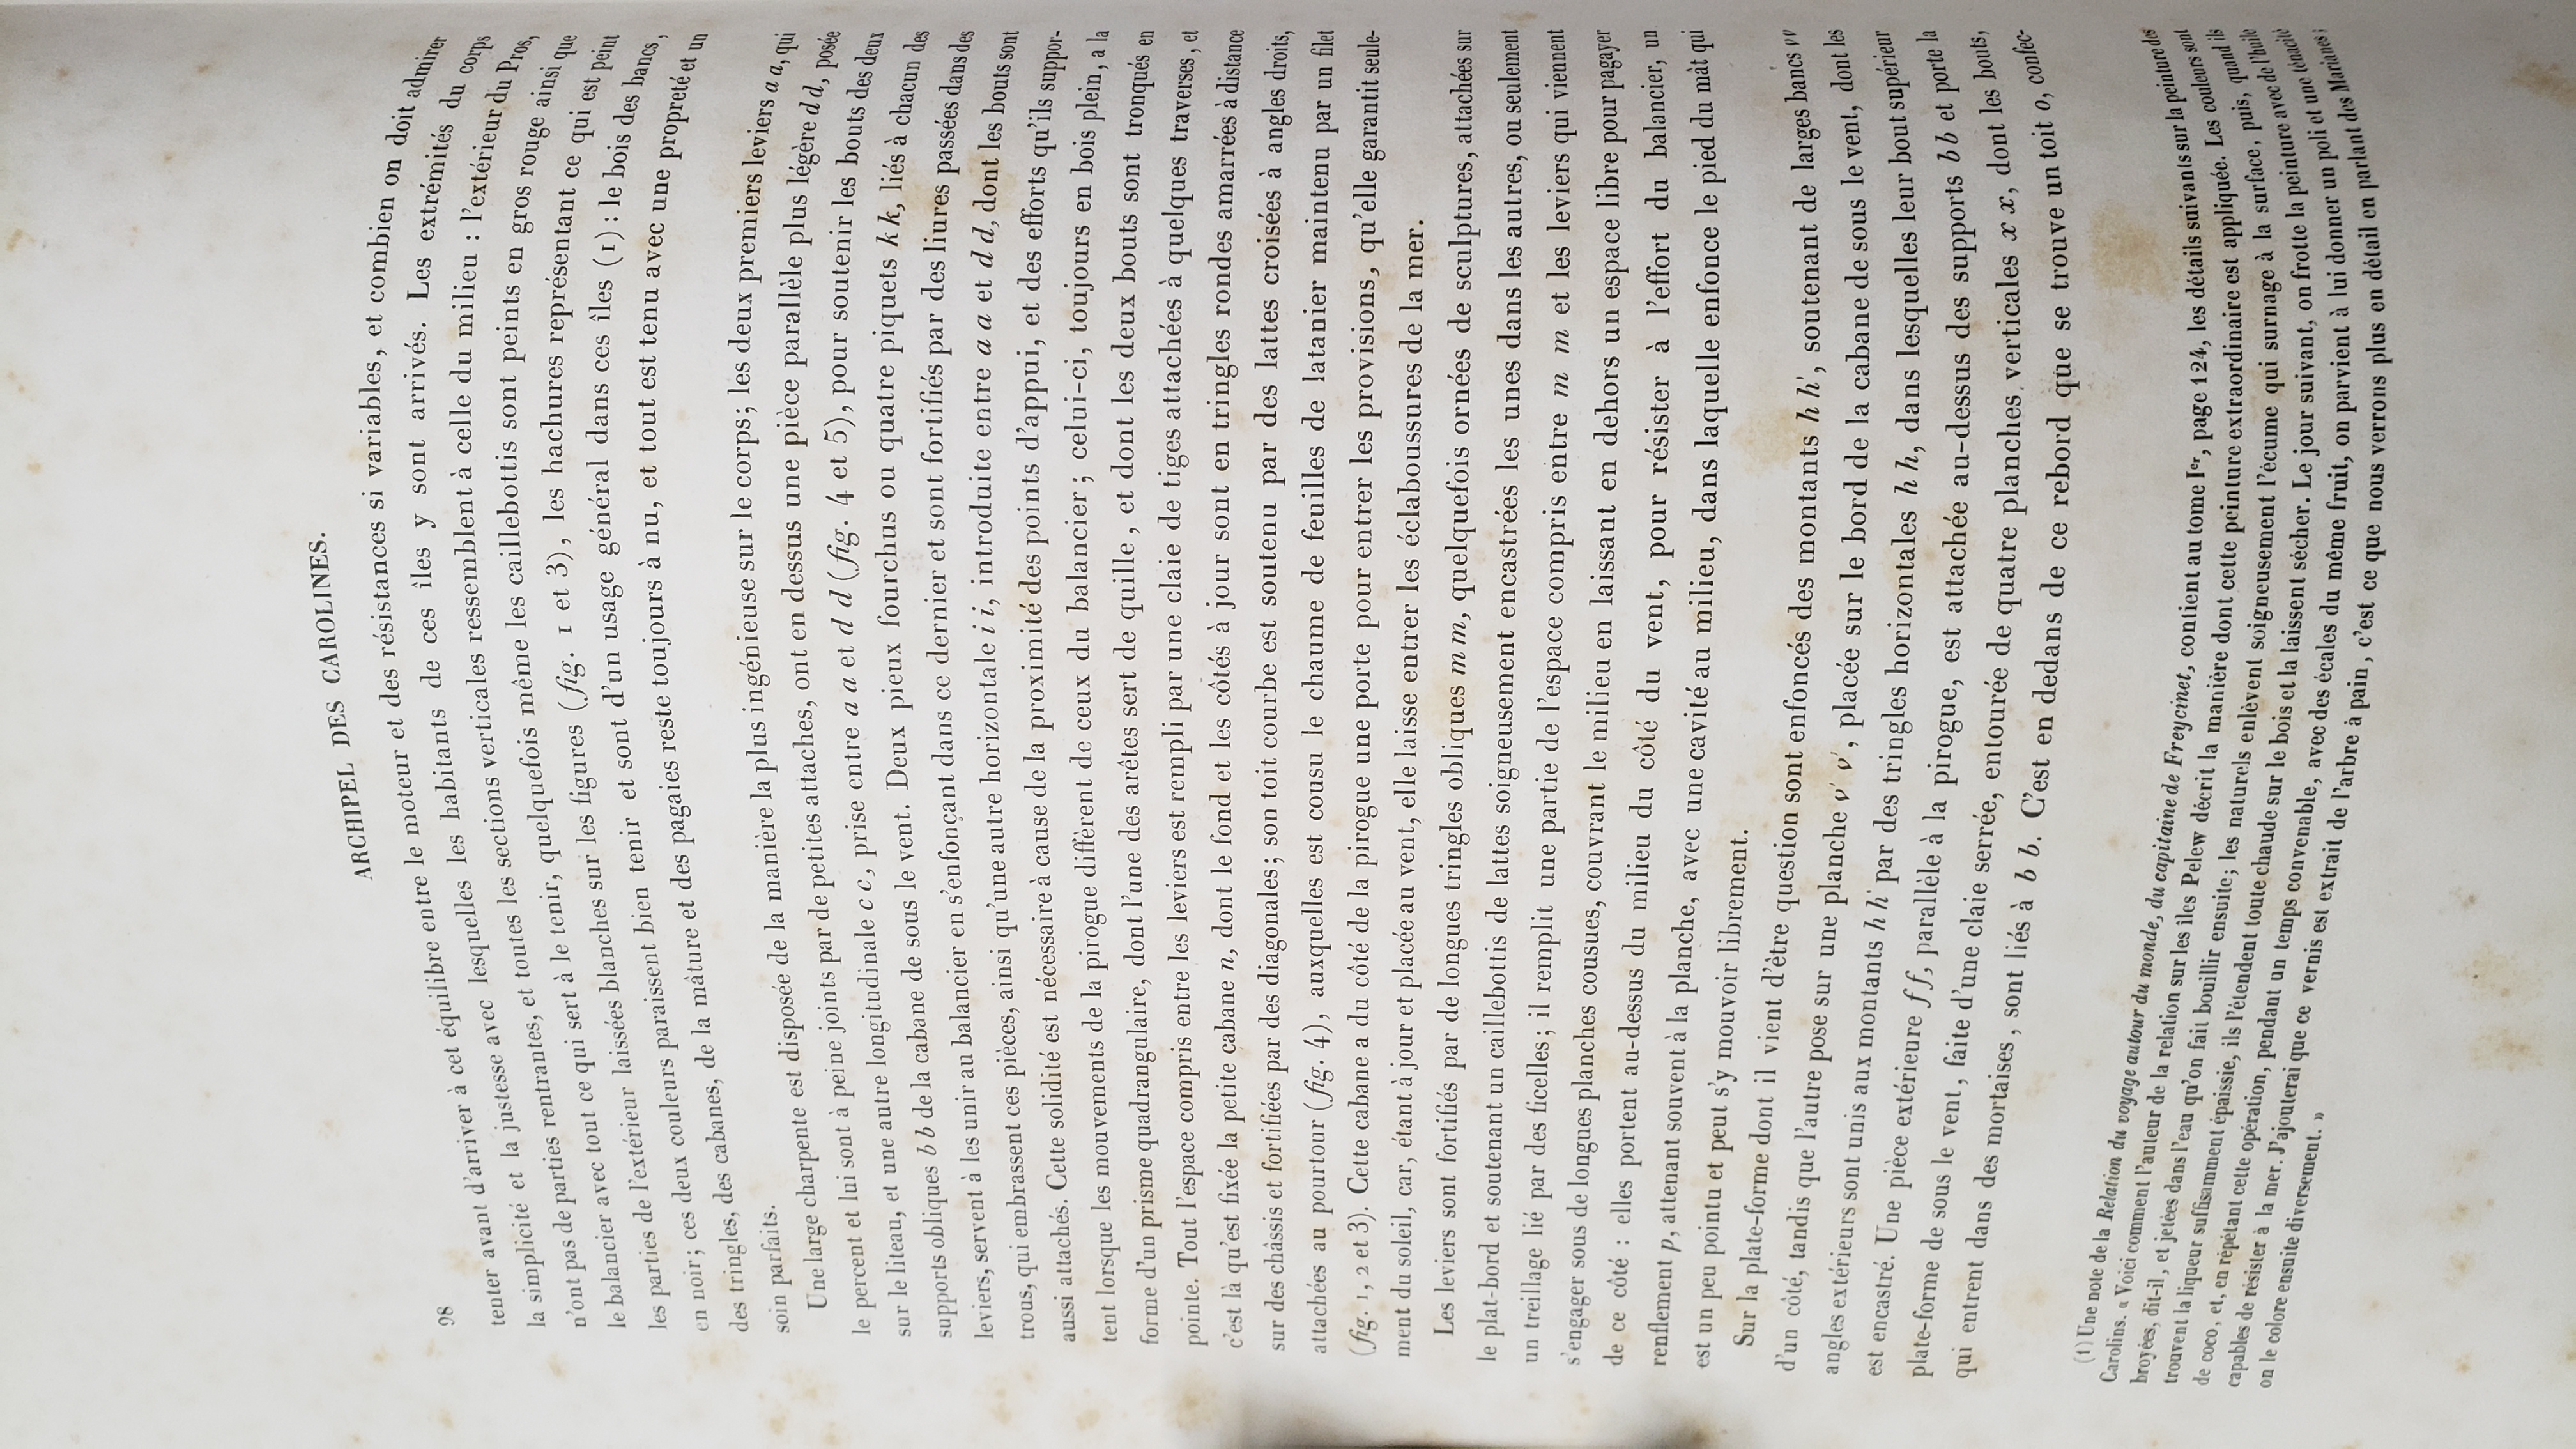 ARCHIPEL DES CAROLINES.
98
tenter avant d'arriver à cet équilibre entre le moteur et des résistances si variables, et combien on doit admirer
la simplicité et la justesse avec lesquelles les habitants de ces îles y sont arrivés. Les extrémités du corps
n'ont pas de parties rentrantes, et toutes les sections verticales ressemblent à celle du milieu : l'extérieur du Pros,
le balancier avec tout ce qui sert à le tenir, quelquefois même les caillebottis sont peints en gros rouge ainsi que
les parties de l'extérieur laissées blanches sur les figures (fig. 1 et 3), les hachures représentant ce qui est peint
en noir; ces deux couleurs paraissent bien tenir et sont d'un usage général dans ces îles (1) : le bois des bancs,
des tringles, des cabanes, de la mâture et des pagaies reste toujours à nu, et tout est tenu avec une propreté et un
soin parfaits.
Une large charpente est disposée de la manière la plus ingénieuse sur le corps; les deux premiers leviers a a, qui
le percent et lui sont à peine joints par de petites attaches, ont en dessus une pièce parallèle plus légère d d, posée
sur le liteau, et une autre longitudinale c c, prise entre a a et d d (fig. 4 et 5), pour soutenir les bouts des deux
supports obliques b b de la cabane de sous le vent. Deux pieux fourchus ou quatre piquets k k, liés à chacun des
leviers, servent à les unir au balancier en s'enfonçant dans ce dernier et sont fortifiés par des liures passées dans des
trous, qui embrassent ces pièces, ainsi qu'une autre horizontale i i, introduite entre a a et d d, dont les bouts sont
aussi attachés. Cette solidité est nécessaire à cause de la proximité des points d'appui, et des efforts qu'ils suppor-
tent lorsque les mouvements de la pirogue diffèrent de ceux du balancier; celui-ci, toujours en bois plein, a la
forme d'un prisme quadrangulaire, dont l'une des arêtes sert de quille, et dont les deux bouts sont tronqués en
pointe. Tout l'espace compris entre les leviers est rempli par une claie de tiges attachées à quelques traverses, et
c'est là qu'est fixée la petite cabane n, dont le fond et les côtés à jour sont en tringles rondes amarrées à distance
sur des châssis et fortifiées par des diagonales; son toit courbe est soutenu par des lattes croisées à angles droits,
attachées au pourtour (fig. 4), auxquelles est cousu le chaume de feuilles de latanier maintenu par un filet
(fig. 1, 2 et 3). Cette cabane a du côté de la pirogue une porte pour entrer les provisions, qu'elle garantit seule-
ment du soleil, car, étant à jour et placée au vent, elle laisse entrer les éclaboussures de la mer.
Les leviers sont fortifiés par de longues tringles obliques m m, quelquefois ornées de sculptures, attachées sur
le plat-bord et soutenant un caillebottis de lattes soigneusement encastrées les unes dans les autres, ou seulement
un treillage lié par des ficelles; il remplit une partie de l'espace compris entre m m et les leviers qui viennent
s'engager sous de longues planches cousues, couvrant le milieu en laissant en dehors un espace libre pour pagayer
de ce côté : elles portent au-dessus du milieu du côté du vent, pour résister à l'effort du balancier, un
renflement p, attenant souvent à la planche, avec une cavité au milieu, dans laquelle enfonce le pied du mât qui
est un peu pointu et peut s'y mouvoir librement.
Sur la plate-forme dont il vient d'être question sont enfoncés des montants h h', soutenant de larges bancs v v
d'un côté, tandis que l'autre pose sur une planche v' v', placée sur le bord de la cabane de sous le vent, dont les
angles extérieurs sont unis aux montants h h' par des tringles horizontales h h, dans lesquelles leur bout supérieur
est encastré. Une pièce extérieure f f, parallèle à la pirogue, est attachée au-dessus des supports b b et porte la
plate-forme de sous le vent, faite d'une claie serrée, entourée de quatre planches verticales x x, dont les bouts,
qui entrent dans des mortaises, sont liés à b b. C'est en dedans de ce rebord que se trouve un toit o, confec-
(1) Une note de la Relation du voyage autour du monde, du capitaine de Freycinet, contient au tome Ier, page 124, les détails suivants sur la peinture des
Carolins. « Voici comment l'auteur de la relation sur les îles Pelew décrit la manière dont cette peinture extraordinaire est appliquée. Les couleurs sont
broyées, dit-il, et jetées dans l'eau qu'on fait bouillir ensuite; les naturels enlèvent soigneusement l'écume qui surnage à la surface, puis, quand ils
trouvent la liqueur suffisamment épaissie, ils l'étendent toute chaude sur le bois et la laissent sécher. Le jour suivant, on frotte la peinture avec de l'huile
de coco, et, en répétant cette opération, pendant un temps convenable, avec des écales du même fruit, on parvient à lui donner un poli et une ténacité
capables de résister à la mer. J'ajouterai que ce vernis est extrait de l'arbre à pain, c'est ce que nous verrons plus en détail en parlant des Marianes;
on le colore ensuite diversement. »